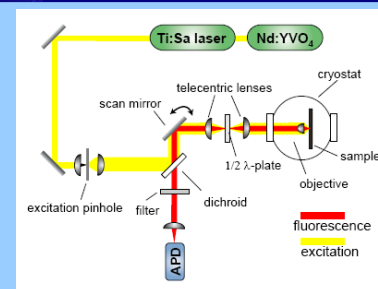 Ti:Sa laser
Nd:YVO₄
cryostat
telecentric lenses
scan mirror
1/2 λ-plate
sample
objective
dichroid
excitation pinhole
filter
fluorescence
excitation
APD